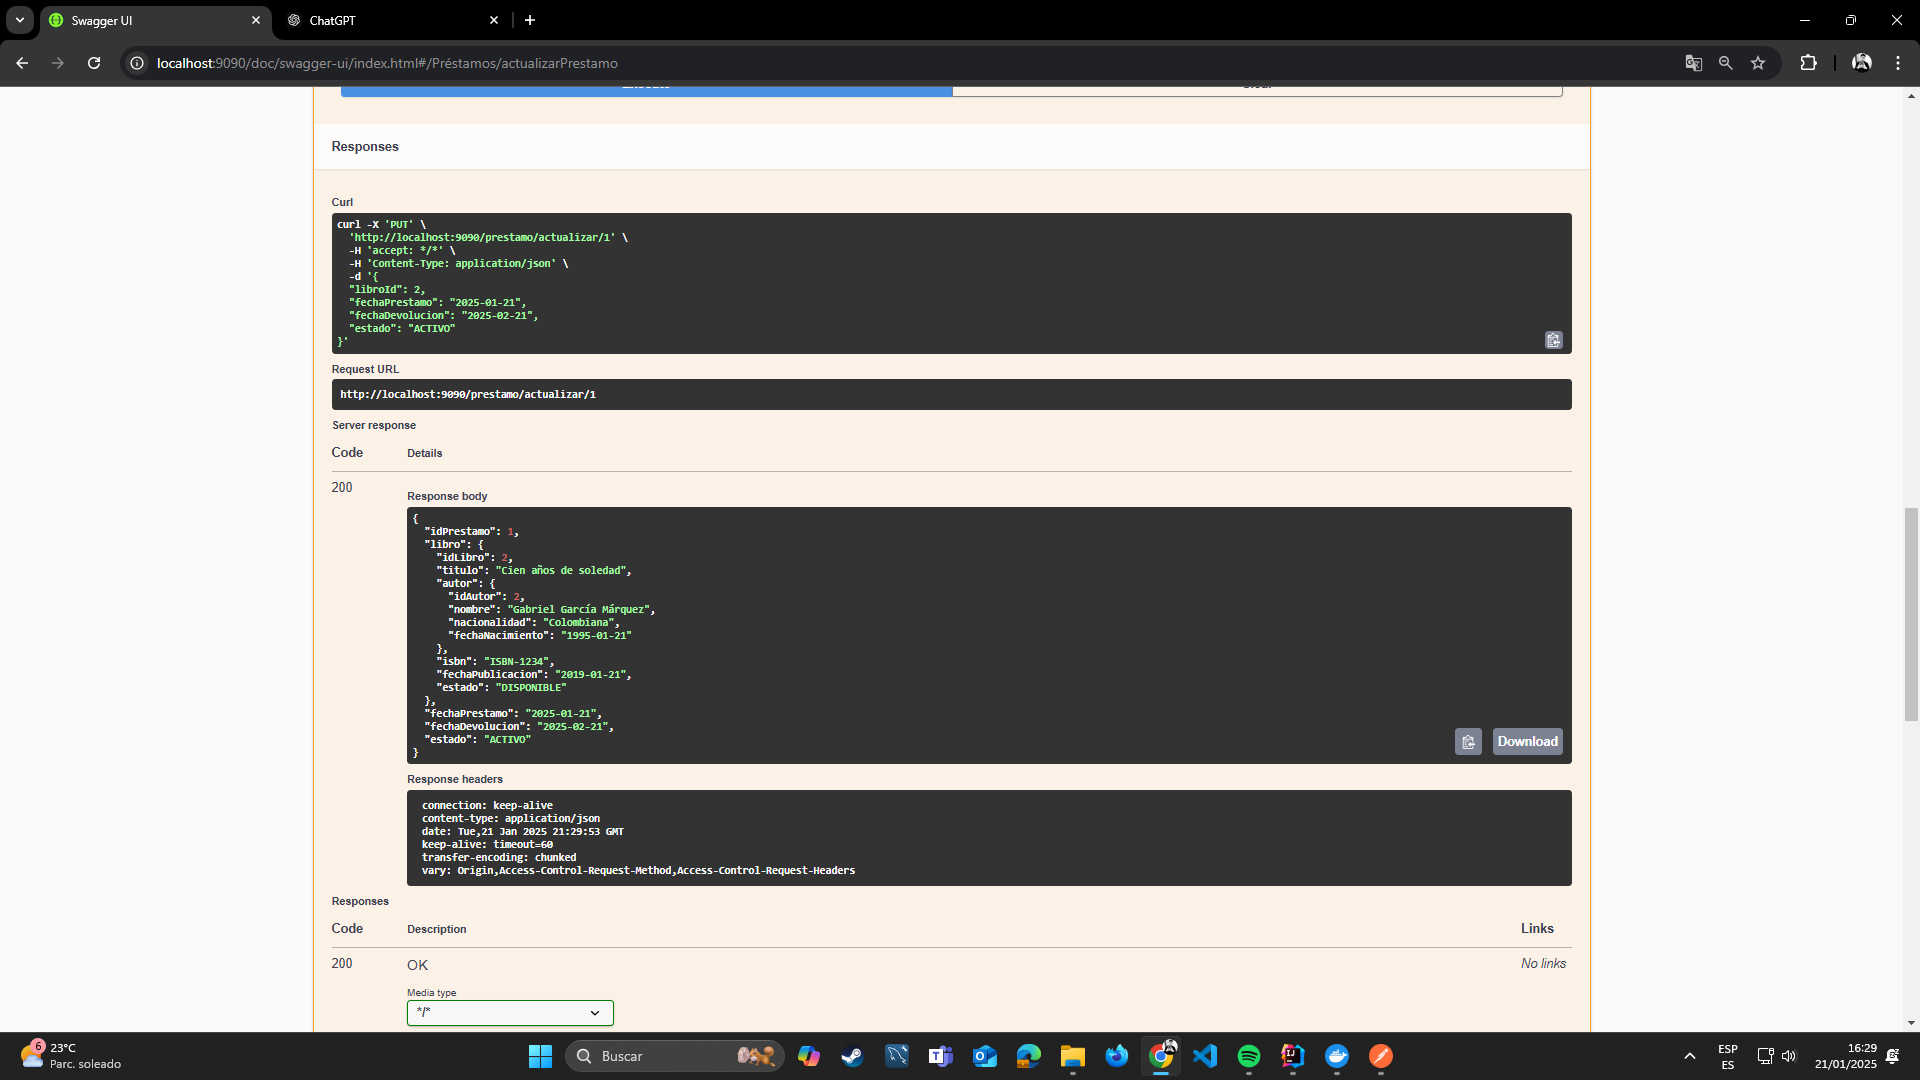 Swagger UI
ChatGPT
localhost:9090/doc/swagger-ui/index.html#/Préstamos/actualizarPrestamo
Responses
Curl
curl -X 'PUT' \
'http://localhost:9090/prestamo/actualizar/1' \
-H 'accept: */*' \
-H 'Content-Type: application/json' \
-d '{
"libroId": 2,
"fechaPrestamo": "2025-01-21",
"fechaDevolucion": "2025-02-21",
"estado": "ACTIVO"
}'
Request URL
http://localhost:9090/prestamo/actualizar/1
Server response
Code Details
200
Response body
{
"idPrestamo": 1,
"libro": {
"idLibro": 2,
"titulo": "Cien años de soledad",
"autor": {
"idAutor": 2,
"nombre": "Gabriel García Márquez",
"nacionalidad": "Colombiana",
"fechaNacimiento": "1995-01-21"
},
"isbn": "ISBN-1234",
"fechaPublicacion": "2019-01-21",
"estado": "DISPONIBLE"
},
"fechaPrestamo": "2025-01-21",
"fechaDevolucion": "2025-02-21",
"estado": "ACTIVO"
}
Download
Response headers
connection: keep-alive
content-type: application/json
date: Tue,21 Jan 2025 21:29:53 GMT
keep-alive: timeout=60
transfer-encoding: chunked
vary: Origin,Access-Control-Request-Method,Access-Control-Request-Headers
Responses
Code Description Links
200 OK No links
Media type
*/*
6
23°C
Parc. soleado
Buscar
ESP
ES
16:29
21/01/2025